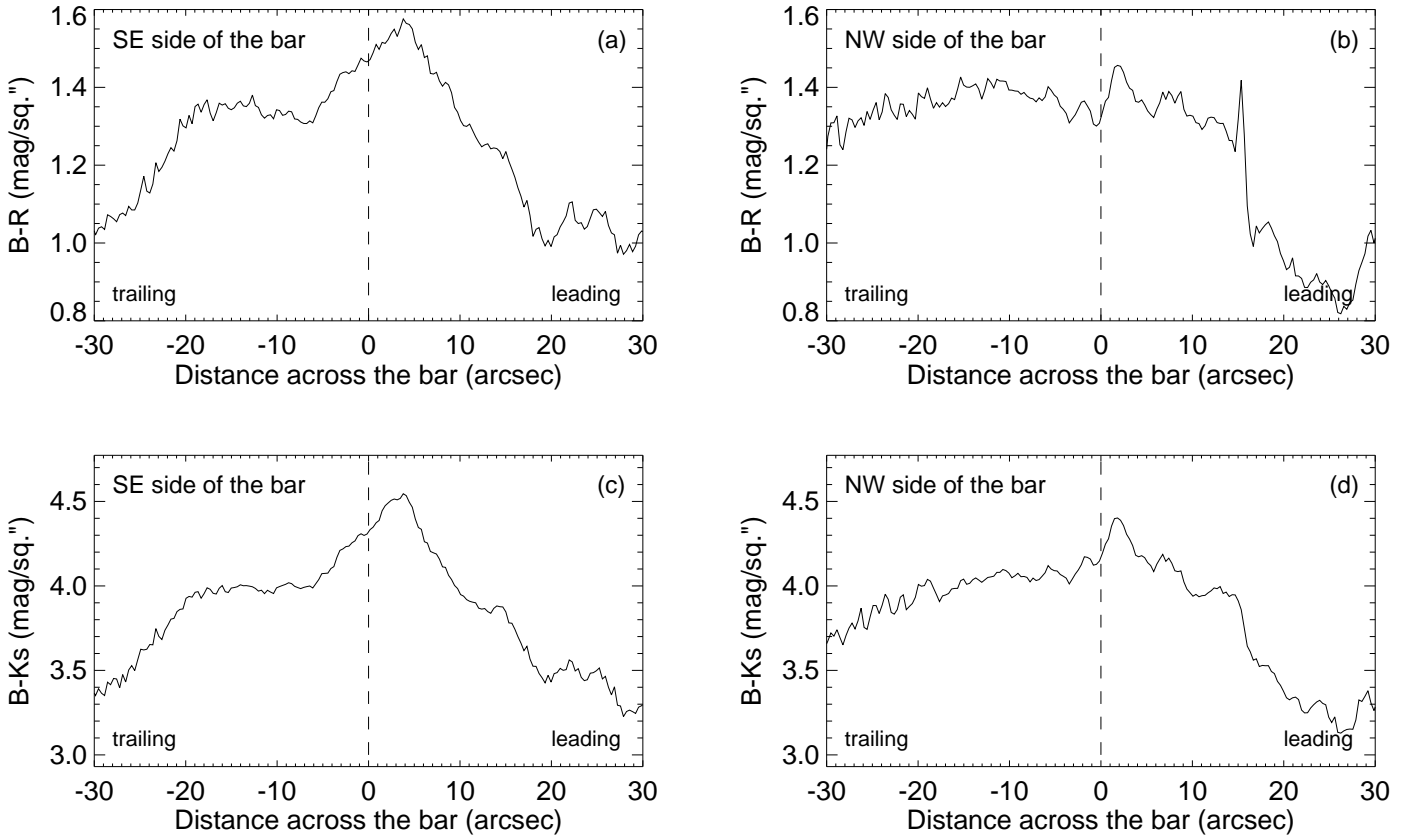 SE side of the bar
(a)
B-R (mag/sq.")
1.6
1.4
1.2
1.0
0.8
trailing
leading
-30 -20 -10 0 10 20 30
Distance across the bar (arcsec)
NW side of the bar
(b)
B-R (mag/sq.")
1.6
1.4
1.2
1.0
0.8
trailing
leading
-30 -20 -10 0 10 20 30
Distance across the bar (arcsec)
SE side of the bar
(c)
B-Ks (mag/sq.")
4.5
4.0
3.5
3.0
trailing
leading
-30 -20 -10 0 10 20 30
Distance across the bar (arcsec)
NW side of the bar
(d)
B-Ks (mag/sq.")
4.5
4.0
3.5
3.0
trailing
leading
-30 -20 -10 0 10 20 30
Distance across the bar (arcsec)